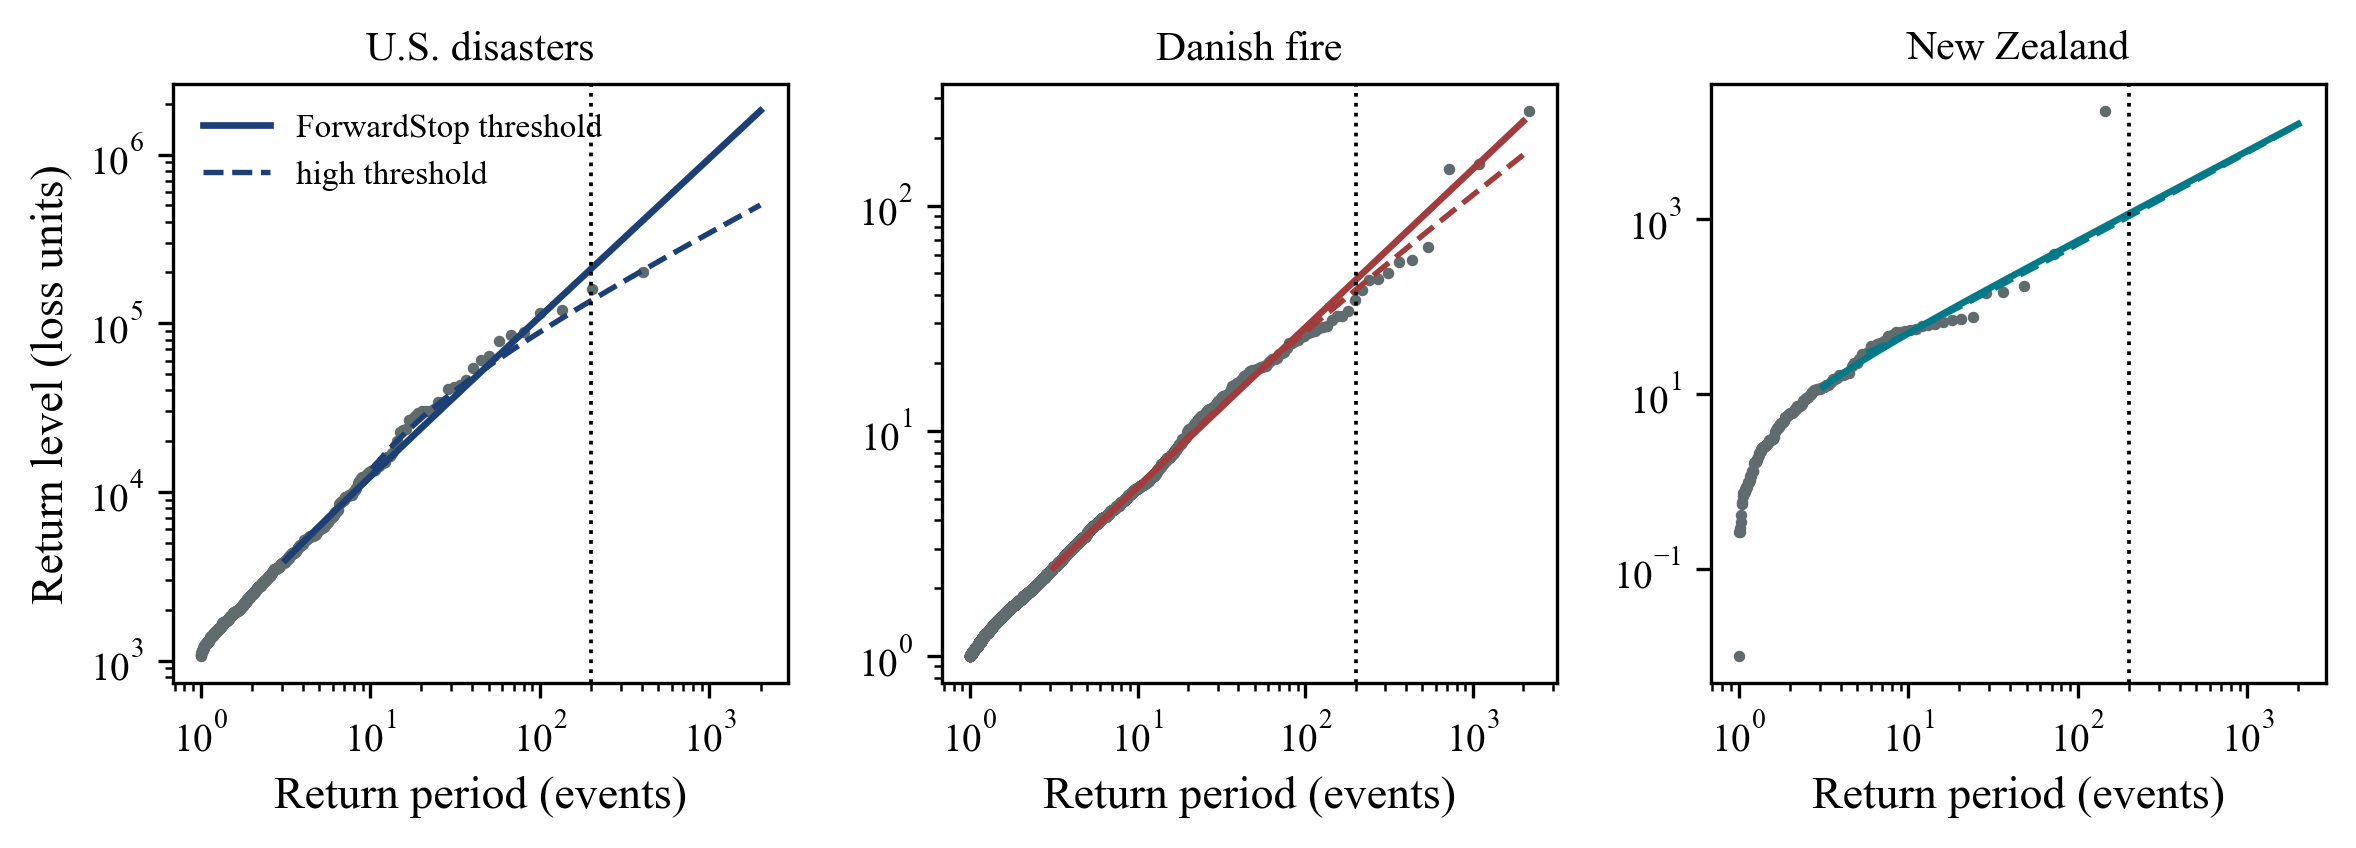 U.S. disasters
Danish fire
New Zealand
ForwardStop threshold
high threshold
Return level (loss units)
10^6
10^5
10^4
10^3
10^2
10^1
10^0
10^3
10^1
10^−1
10^0 10^1 10^2 10^3
10^0 10^1 10^2 10^3
10^0 10^1 10^2 10^3
Return period (events)
Return period (events)
Return period (events)